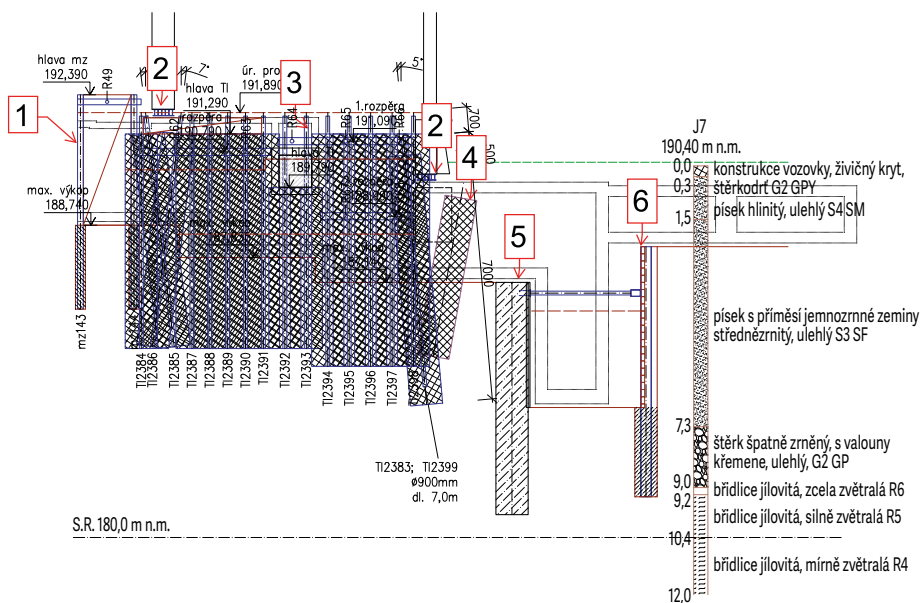 hlava mz
192,390
R49
1
2
7°
hlava TI
191,290
úr. pro
191,890
3
R64
R65
1.rozpěra
191,090
rozpěra
5°
2
700
500
4
max. výkop
188,740
7000
5
6
mz143
TI2384
TI2386
TI2385
TI2387
TI2388
TI2389
TI2390
TI2391
TI2392
TI2393
TI2394
TI2395
TI2396
TI2397
TI2398
TI2383; TI2399
ø900mm
dl. 7,0m
S.R. 180,0 m n.m.
J7
190,40 m n.m.
0,0
konstrukce vozovky, živičný kryt,
štěrkodrť G2 GPY
0,3
písek hlinitý, ulehlý S4 SM
1,5
písek s příměsí jemnozrnné zeminy
střednězrnitý, ulehlý S3 SF
7,3
štěrk špatně zrněný, s valouny
křemene, ulehlý, G2 GP
9,0
břidlice jílovitá, zcela zvětralá R6
9,2
břidlice jílovitá, silně zvětralá R5
10,4
břidlice jílovitá, mírně zvětralá R4
12,0